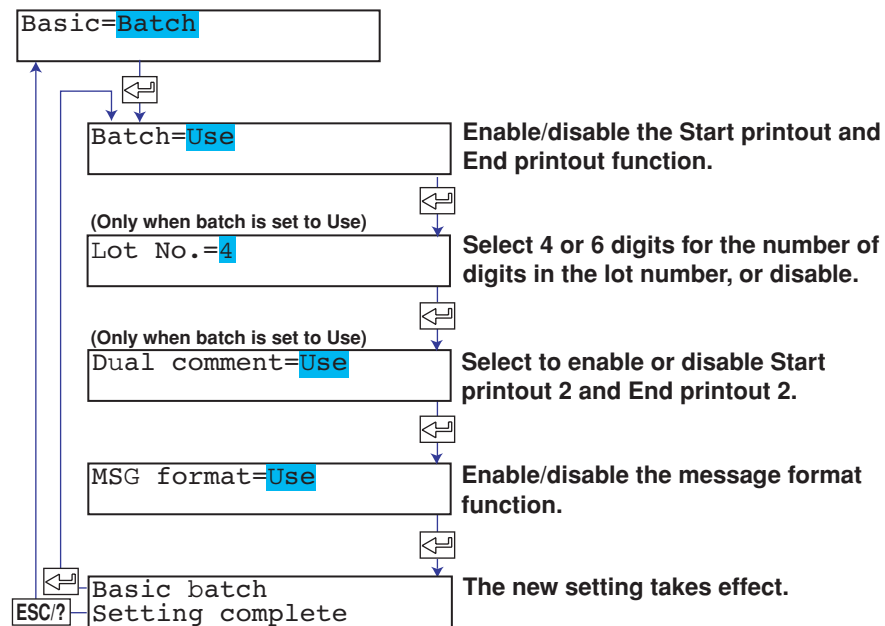 Basic=Batch
Batch=Use
Enable/disable the Start printout and
End printout function.
(Only when batch is set to Use)
Lot No.=4
Select 4 or 6 digits for the number of
digits in the lot number, or disable.
(Only when batch is set to Use)
Dual comment=Use
Select to enable or disable Start
printout 2 and End printout 2.
MSG format=Use
Enable/disable the message format
function.
Basic batch
Setting complete
The new setting takes effect.
ESC/?